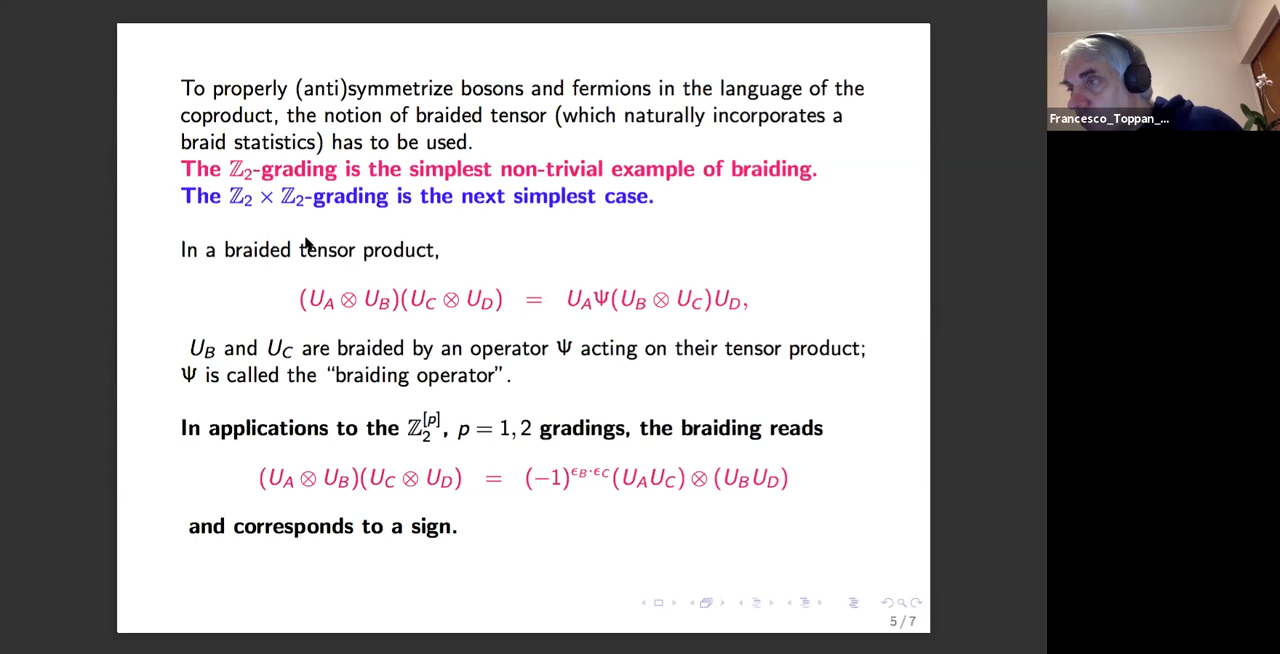 To properly (anti)symmetrize bosons and fermions in the language of the
coproduct, the notion of braided tensor (which naturally incorporates a
braid statistics) has to be used.
The ℤ₂-grading is the simplest non-trivial example of braiding.
The ℤ₂ × ℤ₂-grading is the next simplest case.
In a braided tensor product,
(U_A ⊗ U_B)(U_C ⊗ U_D) = U_AΨ(U_B ⊗ U_C)U_D,
U_B and U_C are braided by an operator Ψ acting on their tensor product;
Ψ is called the “braiding operator”.
In applications to the ℤ₂^[p], p = 1, 2 gradings, the braiding reads
(U_A ⊗ U_B)(U_C ⊗ U_D) = (−1)^{ϵ_B·ϵ_C}(U_AU_C) ⊗ (U_BU_D)
and corresponds to a sign.
5 / 7
Francesco_Toppan_...